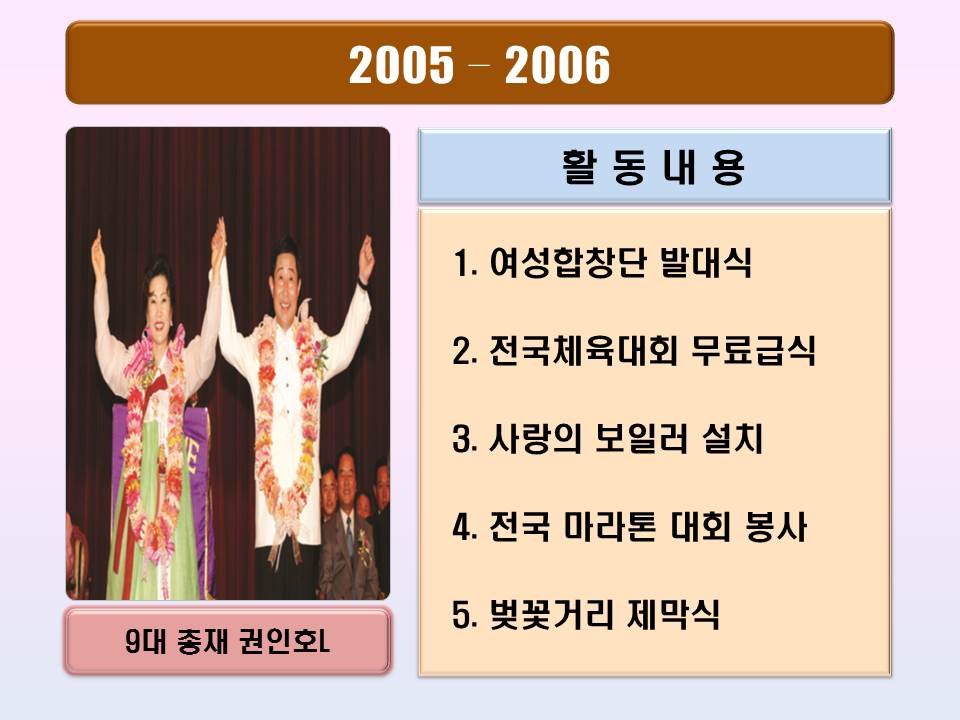 2005 – 2006
활 동 내 용
1. 여성합창단 발대식
2. 전국체육대회 무료급식
3. 사랑의 보일러 설치
4. 전국 마라톤 대회 봉사
5. 벚꽃거리 제막식
9대 총재 권인호L